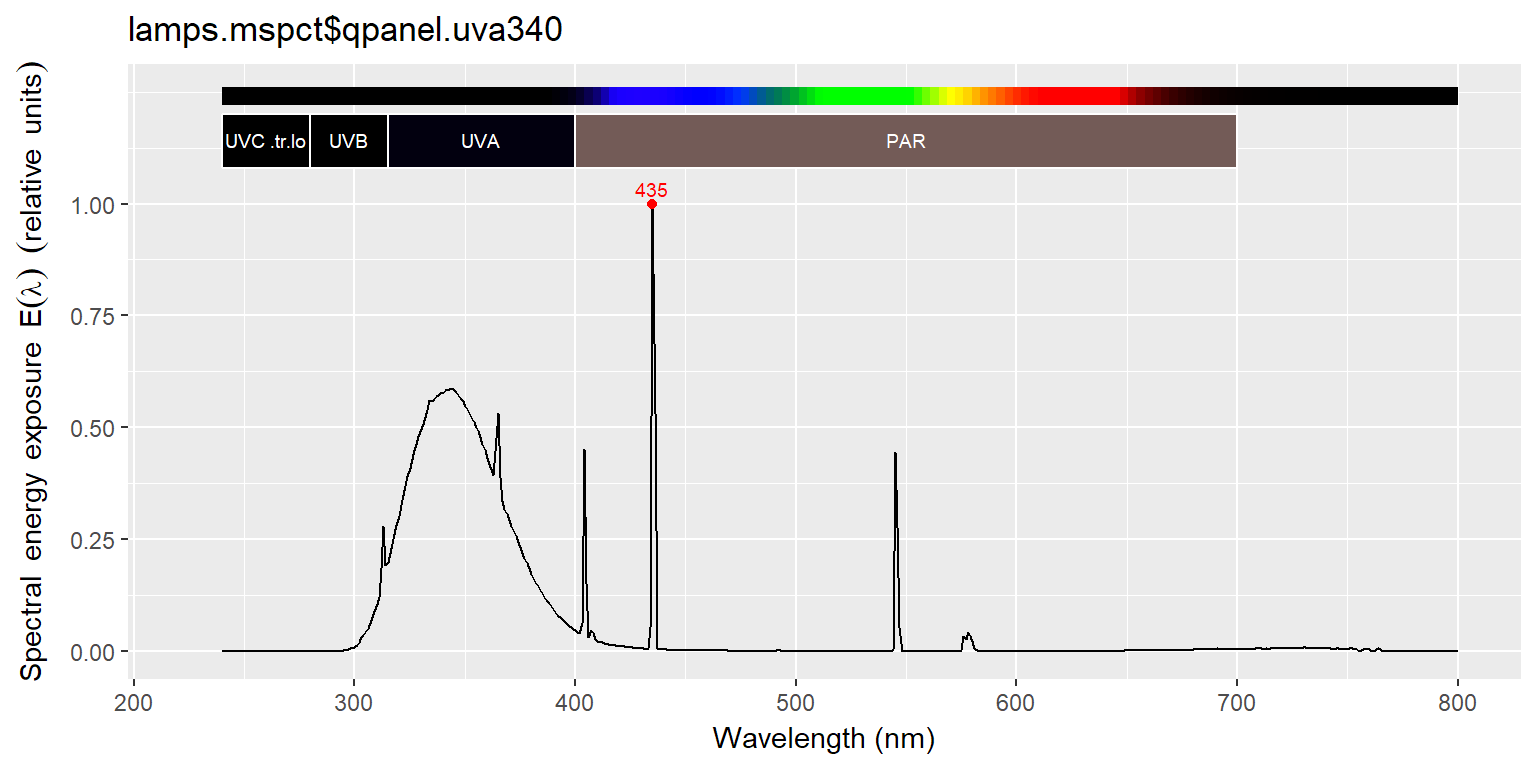 lamps.mspct$qpanel.uva340
UVC .tr.lo UVB UVA PAR
435
1.00
0.75
0.50
0.25
0.00
Spectral energy exposure E(λ) (relative units)
200 300 400 500 600 700 800
Wavelength (nm)